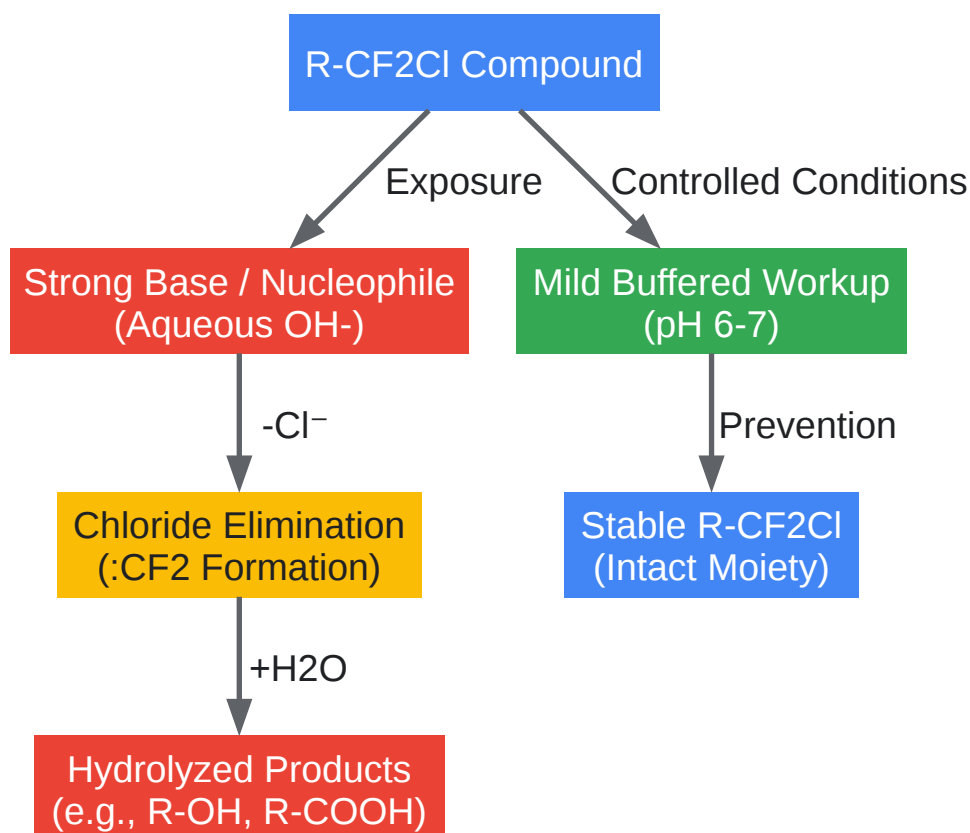 R-CF2Cl Compound
Exposure
Controlled Conditions
Strong Base / Nucleophile
(Aqueous OH-)
Mild Buffered Workup
(pH 6-7)
-Cl⁻
Prevention
Chloride Elimination
(:CF2 Formation)
Stable R-CF2Cl
(Intact Moiety)
+H2O
Hydrolyzed Products
(e.g., R-OH, R-COOH)